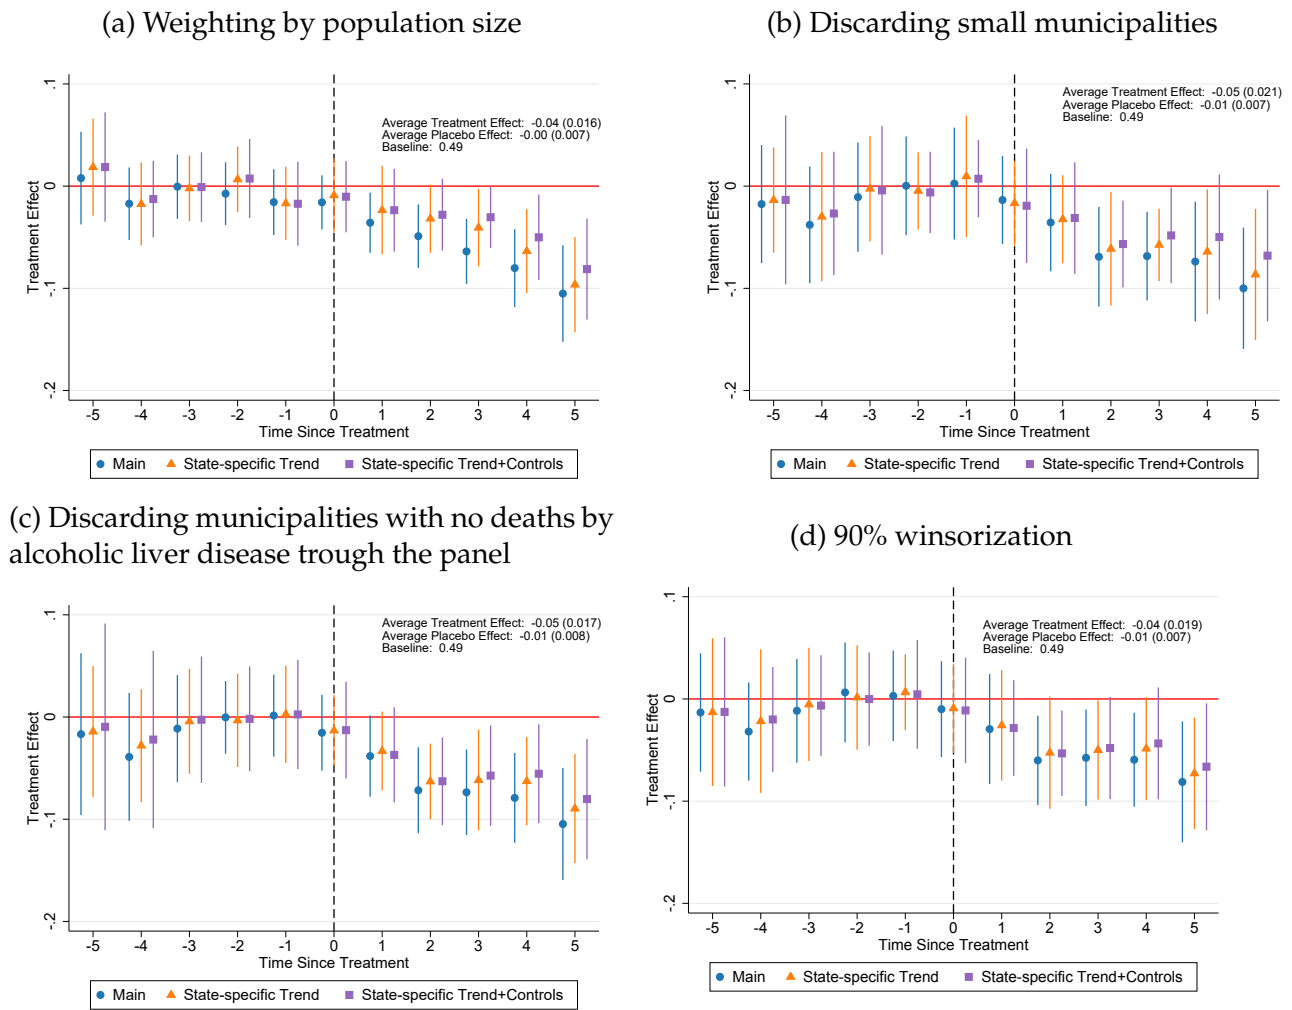 (a) Weighting by population size
Average Treatment Effect: -0.04 (0.016)
Average Placebo Effect: -0.00 (0.007)
Baseline: 0.49
Treatment Effect
.1
0
-.1
-.2
-5 -4 -3 -2 -1 0 1 2 3 4 5
Time Since Treatment
Main State-specific Trend State-specific Trend+Controls
(b) Discarding small municipalities
Average Treatment Effect: -0.05 (0.021)
Average Placebo Effect: -0.01 (0.007)
Baseline: 0.49
Treatment Effect
.1
0
-.1
-.2
-5 -4 -3 -2 -1 0 1 2 3 4 5
Time Since Treatment
Main State-specific Trend State-specific Trend+Controls
(c) Discarding municipalities with no deaths by
alcoholic liver disease trough the panel
Average Treatment Effect: -0.05 (0.017)
Average Placebo Effect: -0.01 (0.008)
Baseline: 0.49
Treatment Effect
.1
0
-.1
-.2
-5 -4 -3 -2 -1 0 1 2 3 4 5
Time Since Treatment
Main State-specific Trend State-specific Trend+Controls
(d) 90% winsorization
Average Treatment Effect: -0.04 (0.019)
Average Placebo Effect: -0.01 (0.007)
Baseline: 0.49
Treatment Effect
.1
0
-.1
-.2
-5 -4 -3 -2 -1 0 1 2 3 4 5
Time Since Treatment
Main State-specific Trend State-specific Trend+Controls